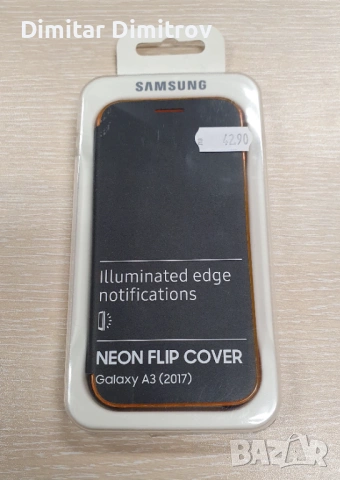 Dimitar Dimitrov
SAMSUNG
42.90
Illuminated edge
notifications
NEON FLIP COVER
Galaxy A3 (2017)
BAZAR